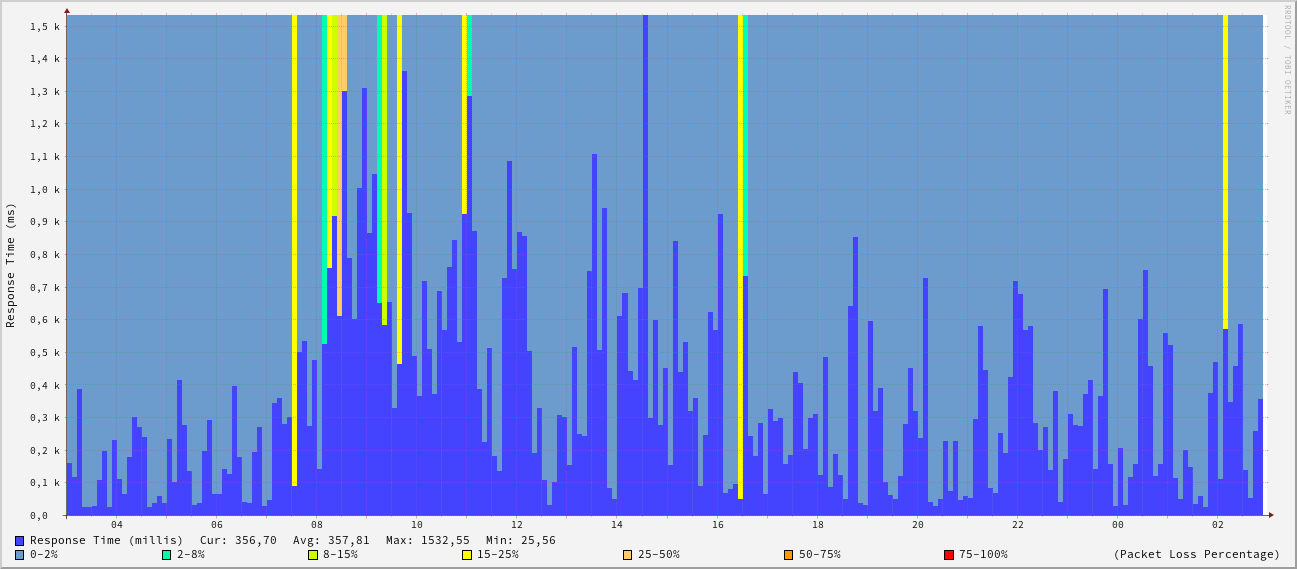 RRDTOOL / TOBI OETIKER
Response Time (ms)
1,5 k
1,4 k
1,3 k
1,2 k
1,1 k
1,0 k
0,9 k
0,8 k
0,7 k
0,6 k
0,5 k
0,4 k
0,3 k
0,2 k
0,1 k
0,0
04 06 08 10 12 14 16 18 20 22 00 02
Response Time (millis) Cur: 356,70 Avg: 357,81 Max: 1532,55 Min: 25,56
0-2% 2-8% 8-15% 15-25% 25-50% 50-75% 75-100% (Packet Loss Percentage)